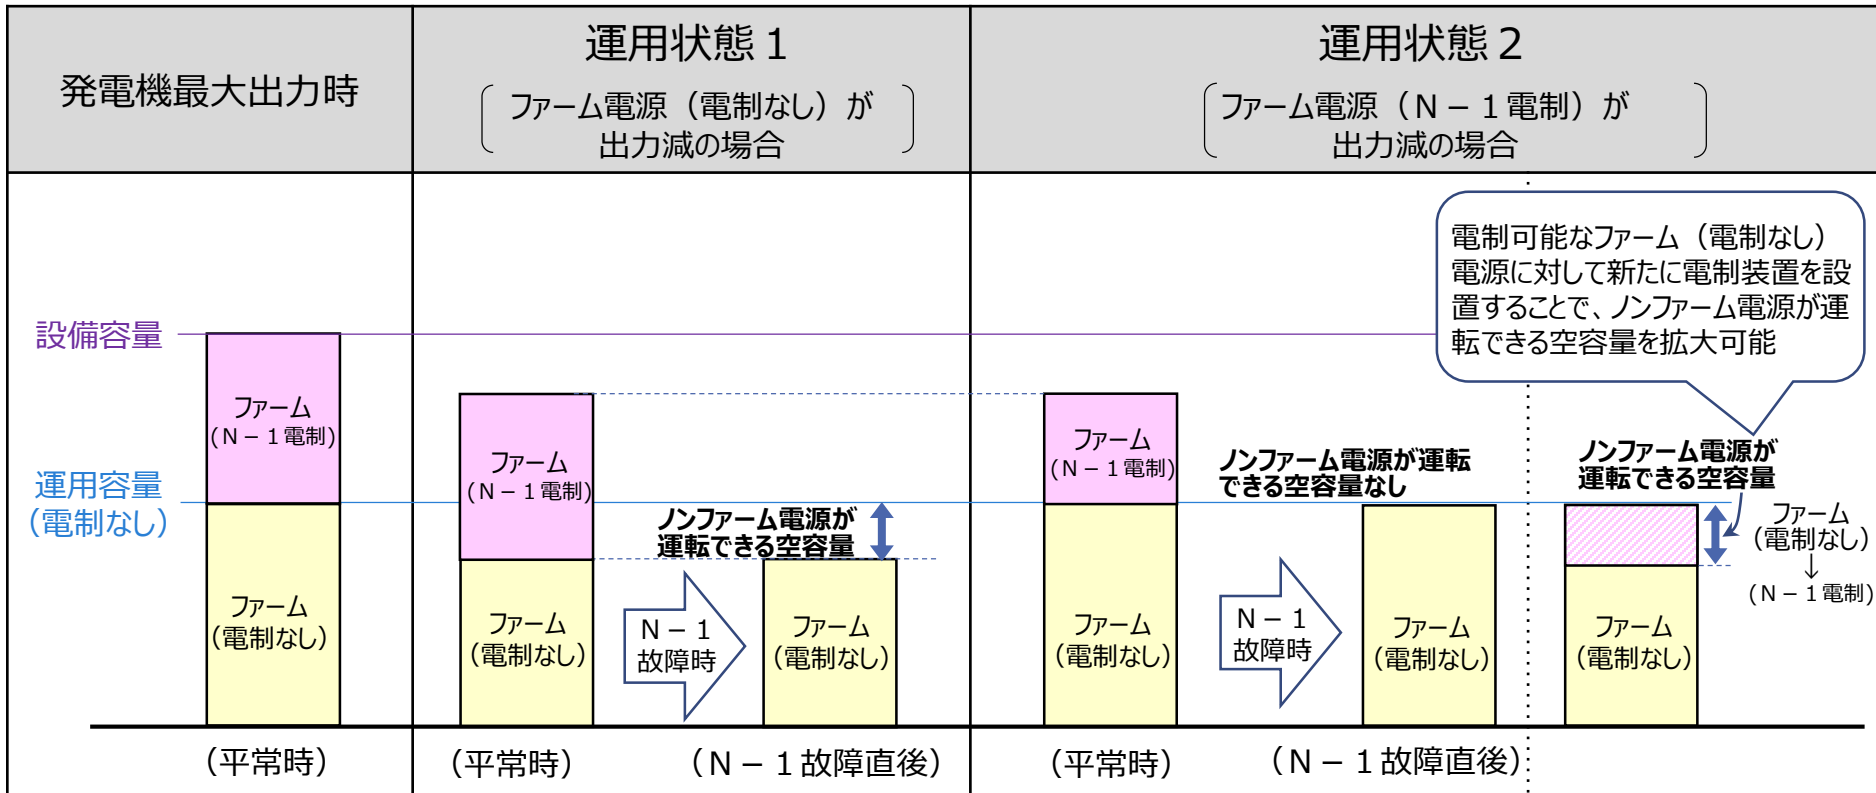 発電機最大出力時
運用状態１
ファーム電源（電制なし）が
出力減の場合
運用状態２
ファーム電源（Ｎ－１電制）が
出力減の場合
設備容量
運用容量
（電制なし）
ファーム
(Ｎ－１電制)
ファーム
（電制なし）
（平常時）
ファーム
(Ｎ－１電制)
ファーム
（電制なし）
（平常時）
Ｎ－１
故障時
ノンファーム電源が
運転できる空容量
ファーム
（電制なし）
（Ｎ－１故障直後）
ファーム
(Ｎ－１電制)
ファーム
（電制なし）
（平常時）
Ｎ－１
故障時
ノンファーム電源が運転
できる空容量なし
ファーム
（電制なし）
（Ｎ－１故障直後）
電制可能なファーム（電制なし）
電源に対して新たに電制装置を設
置することで、ノンファーム電源が運
転できる空容量を拡大可能
ノンファーム電源が
運転できる空容量
ファーム
（電制なし）
↓
(Ｎ－１電制)
ファーム
（電制なし）